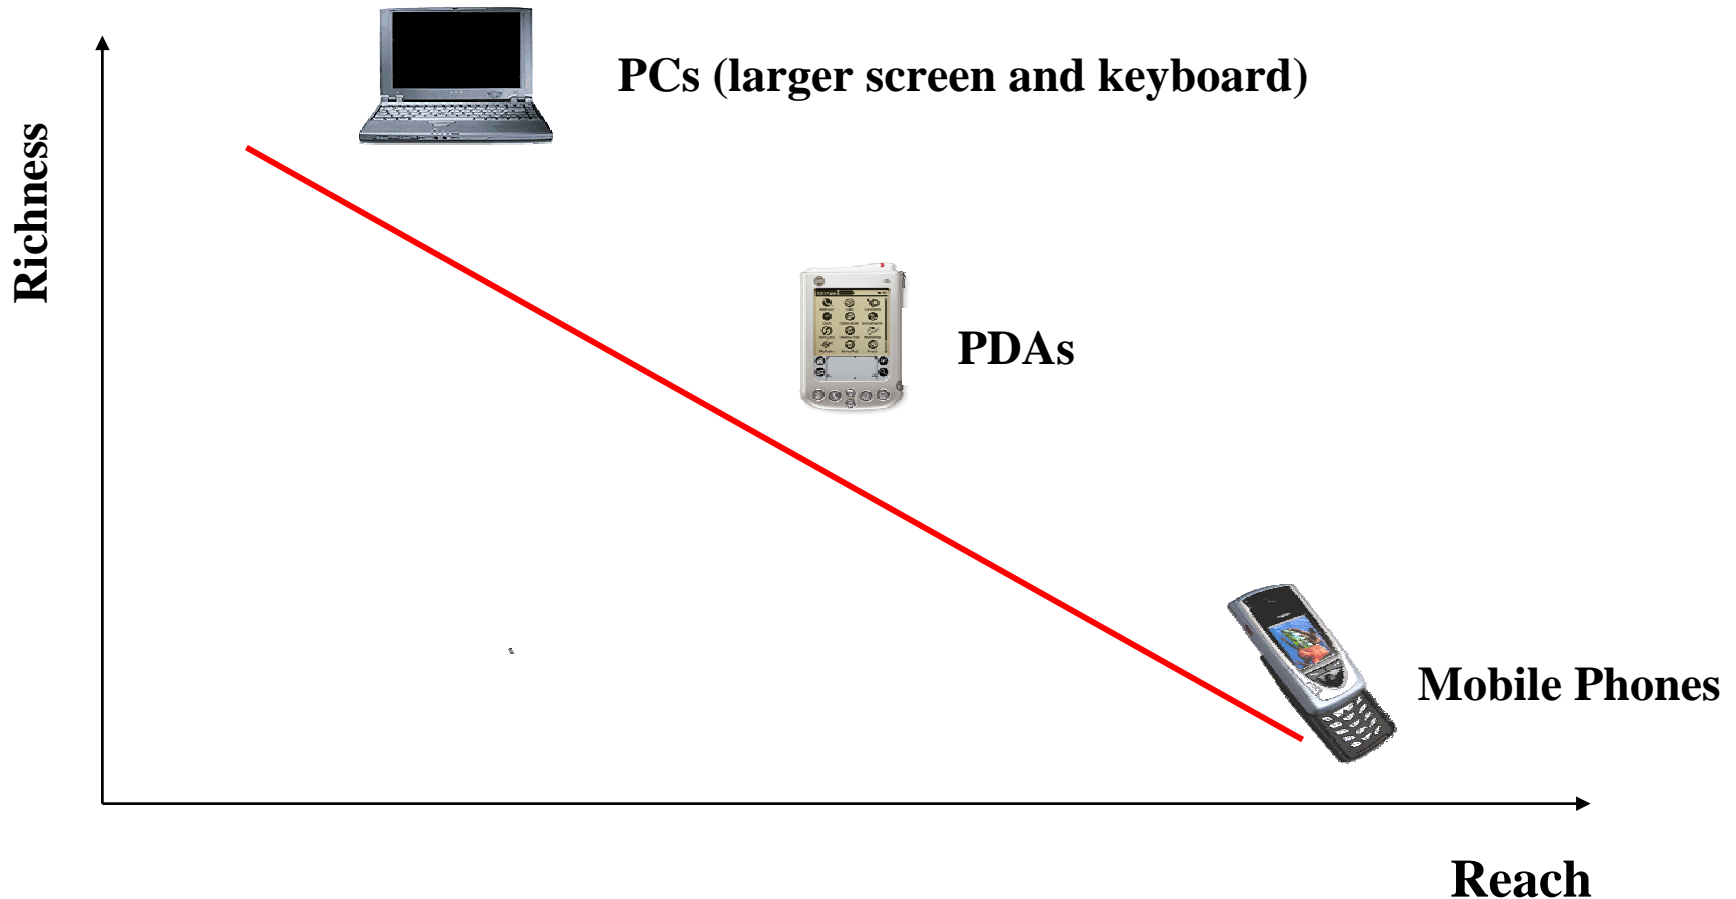 PCs (larger screen and keyboard)
Richness
PDAs
Mobile Phones
Reach